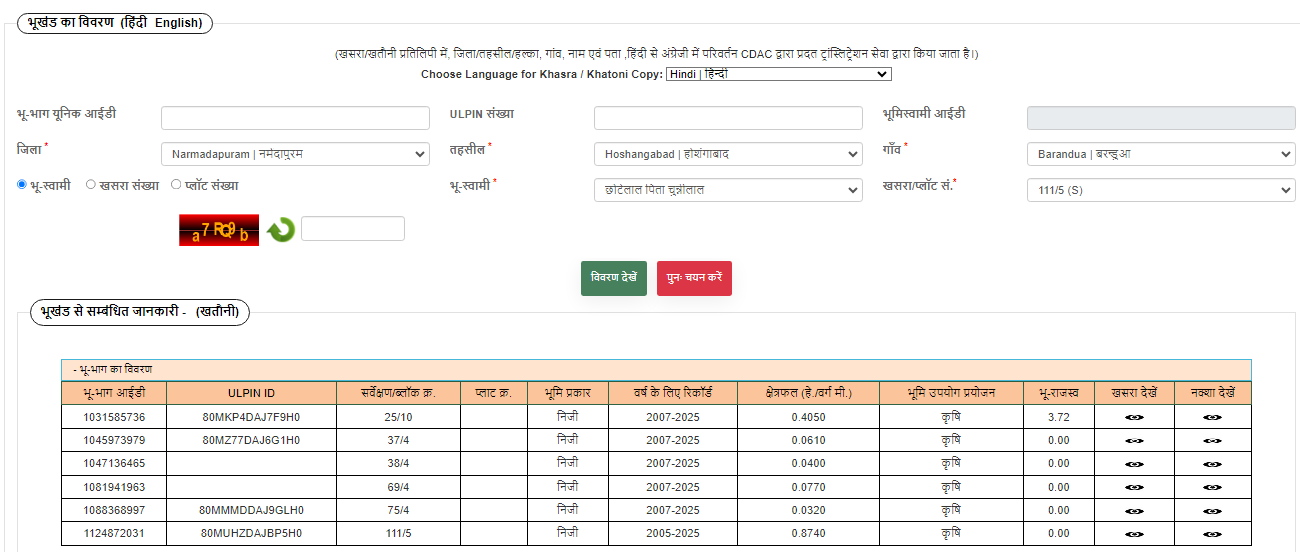 भूखंड का विवरण (हिंदी English)
(खसरा/खतौनी प्रतिलिपी में, जिला/तहसील/हल्का, गांव, नाम एवं पता ,हिंदी से अंग्रेजी में परिवर्तन CDAC द्वारा प्रदत ट्रांस्लिट्रेशन सेवा द्वारा किया जाता है।)
Choose Language for Khasra / Khatoni Copy: Hindi | हिन्दी
भू-भाग यूनिक आईडी ULPIN संख्या भूमिस्वामी आईडी
जिला * Narmadapuram | नर्मदापुरम तहसील * Hoshangabad | होशंगाबाद गाँव * Barandua | बरन्डुआ
भू-स्वामी खसरा संख्या प्लॉट संख्या भू-स्वामी * छोटेलाल पिता चुन्नीलाल खसरा/प्लॉट सं.* 111/5 (S)
विवरण देखें पुनः चयन करें
भूखंड से सम्बंधित जानकारी - (खतौनी)
- भू-भाग का विवरण
भू-भाग आईडी ULPIN ID सर्वेक्षण/ब्लॉक क्र. प्लाट क्र. भूमि प्रकार वर्ष के लिए रिकॉर्ड क्षेत्रफल (हे./वर्ग मी.) भूमि उपयोग प्रयोजन भू-राजस्व खसरा देखें नक्शा देखें
1031585736 80MKP4DAJ7F9H0 25/10 निजी 2007-2025 0.4050 कृषि 3.72
1045973979 80MZ77DAJ6G1H0 37/4 निजी 2007-2025 0.0610 कृषि 0.00
1047136465 38/4 निजी 2007-2025 0.0400 कृषि 0.00
1081941963 69/4 निजी 2007-2025 0.0770 कृषि 0.00
1088368997 80MMMDDAJ9GLH0 75/4 निजी 2007-2025 0.0320 कृषि 0.00
1124872031 80MUHZDAJBP5H0 111/5 निजी 2005-2025 0.8740 कृषि 0.00